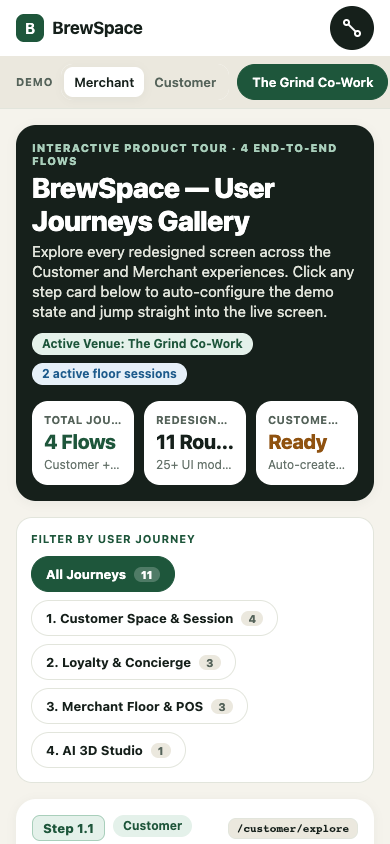 B BrewSpace
DEMO Merchant Customer The Grind Co-Work
INTERACTIVE PRODUCT TOUR · 4 END-TO-END
FLOWS
BrewSpace — User
Journeys Gallery
Explore every redesigned screen across the
Customer and Merchant experiences. Click any
step card below to auto-configure the demo
state and jump straight into the live screen.
Active Venue: The Grind Co-Work
2 active floor sessions
TOTAL JOU... REDESIGN... CUSTOME...
4 Flows 11 Rou... Ready
Customer +... 25+ UI mod... Auto-create...
FILTER BY USER JOURNEY
All Journeys 11
1. Customer Space & Session 4
2. Loyalty & Concierge 3
3. Merchant Floor & POS 3
4. AI 3D Studio 1
Step 1.1 Customer /customer/explore